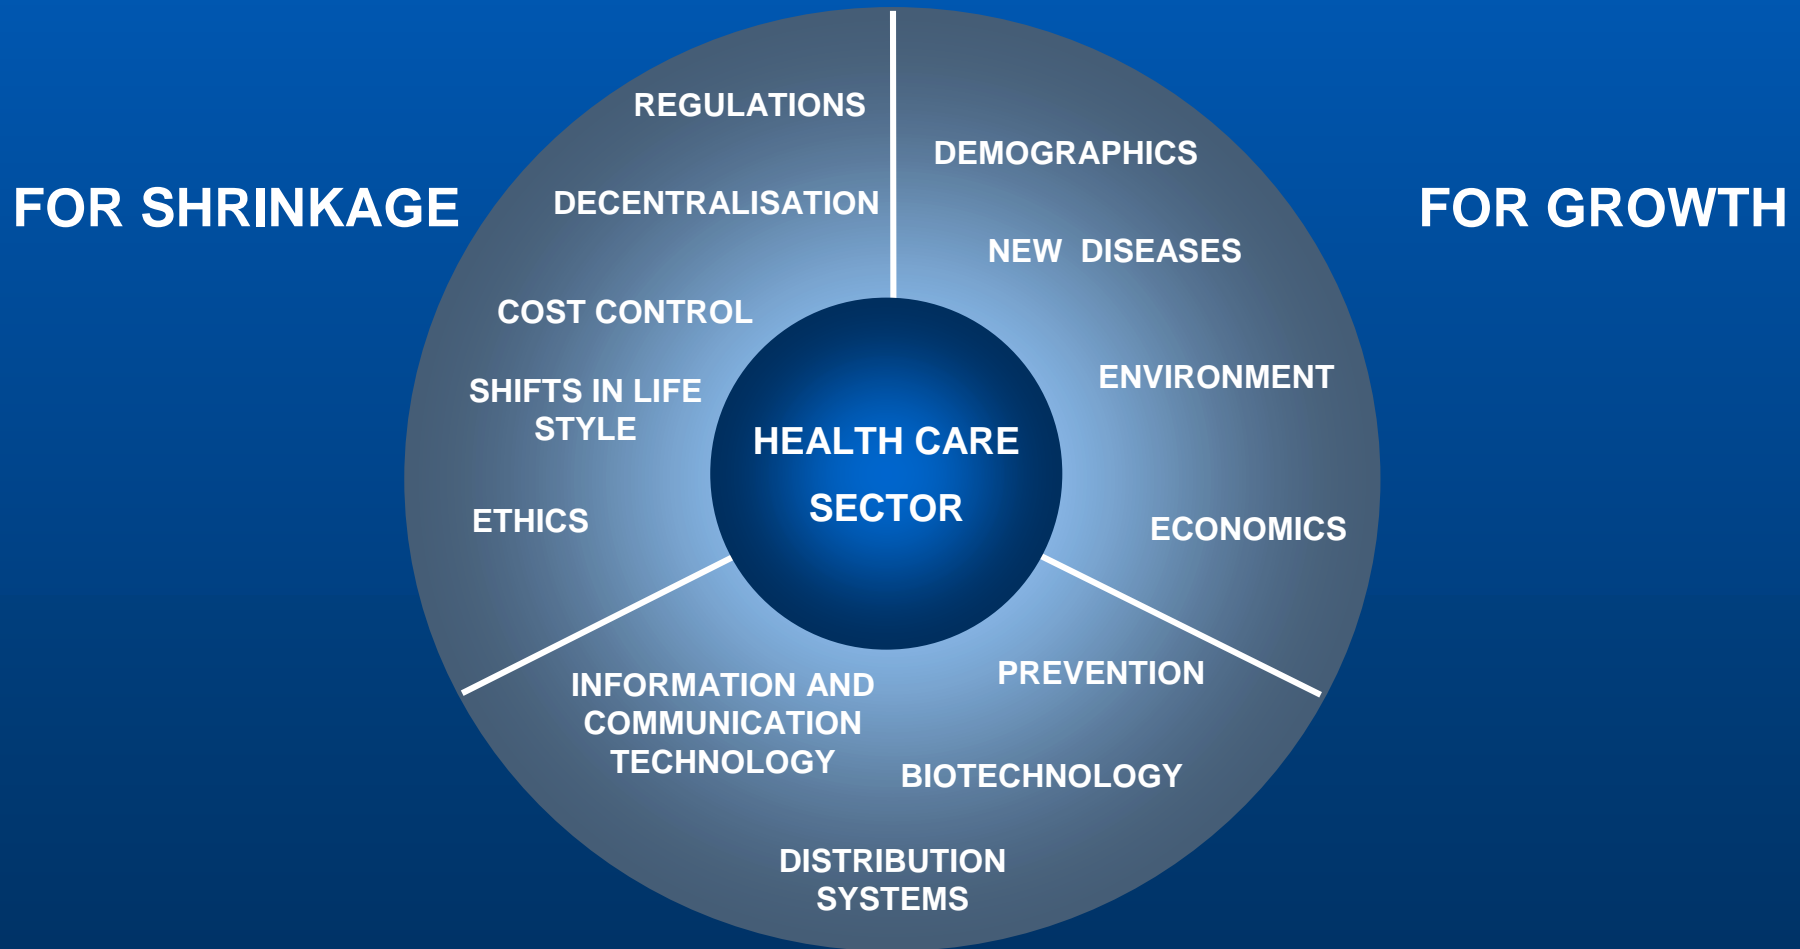 REGULATIONS
DEMOGRAPHICS
FOR SHRINKAGE
DECENTRALISATION
FOR GROWTH
NEW DISEASES
COST CONTROL
ENVIRONMENT
SHIFTS IN LIFE
STYLE
HEALTH CARE
SECTOR
ETHICS
ECONOMICS
PREVENTION
INFORMATION AND
COMMUNICATION
TECHNOLOGY
BIOTECHNOLOGY
DISTRIBUTION
SYSTEMS